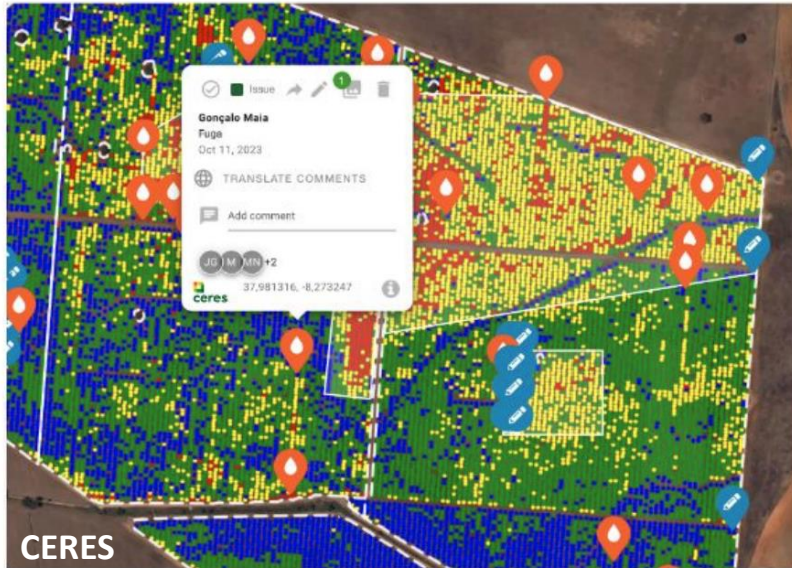 1
Issue
Gonçalo Maia
Fuga
Oct 11, 2023
TRANSLATE COMMENTS
Add comment
JG M MN +2
ceres
37,981316, -8,273247
CERES